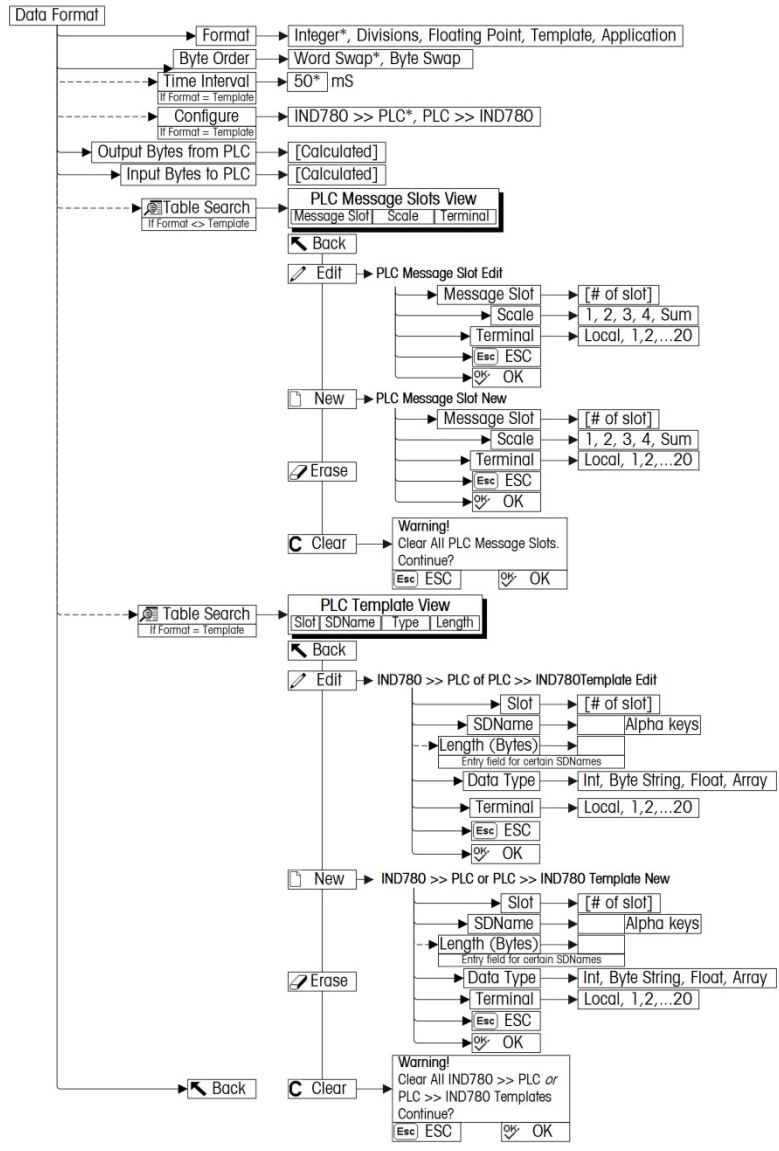 Data Format
Format Integer*, Divisions, Floating Point, Template, Application
Byte Order Word Swap*, Byte Swap
Time Interval 50* mS
If Format = Template
Configure IND780 >> PLC*, PLC >> IND780
If Format = Template
Output Bytes from PLC [Calculated]
Input Bytes to PLC [Calculated]
Table Search PLC Message Slots View
If Format <> Template Message Slot Scale Terminal
Back
Edit PLC Message Slot Edit
Message Slot [# of slot]
Scale 1, 2, 3, 4, Sum
Terminal Local, 1,2,...20
Esc ESC
OK OK
New PLC Message Slot New
Message Slot [# of slot]
Scale 1, 2, 3, 4, Sum
Terminal Local, 1,2,...20
Erase
Esc ESC
OK OK
C Clear
Warning!
Clear All PLC Message Slots.
Continue?
Esc ESC OK OK
Table Search PLC Template View
If Format = Template Slot SDName Type Length
Back
Edit IND780 >> PLC of PLC >> IND780Template Edit
Slot [# of slot]
SDName Alpha keys
Length (Bytes)
Entry field for certain SDNames
Data Type Int, Byte String, Float, Array
Terminal Local, 1,2,...20
Esc ESC
OK OK
New IND780 >> PLC or PLC >> IND780 Template New
Slot [# of slot]
SDName Alpha keys
Length (Bytes)
Entry field for certain SDNames
Erase
Data Type Int, Byte String, Float, Array
Terminal Local, 1,2,...20
Esc ESC
OK OK
Back
C Clear
Warning!
Clear All IND780 >> PLC or
PLC >> IND780 Templates
Continue?
Esc ESC OK OK